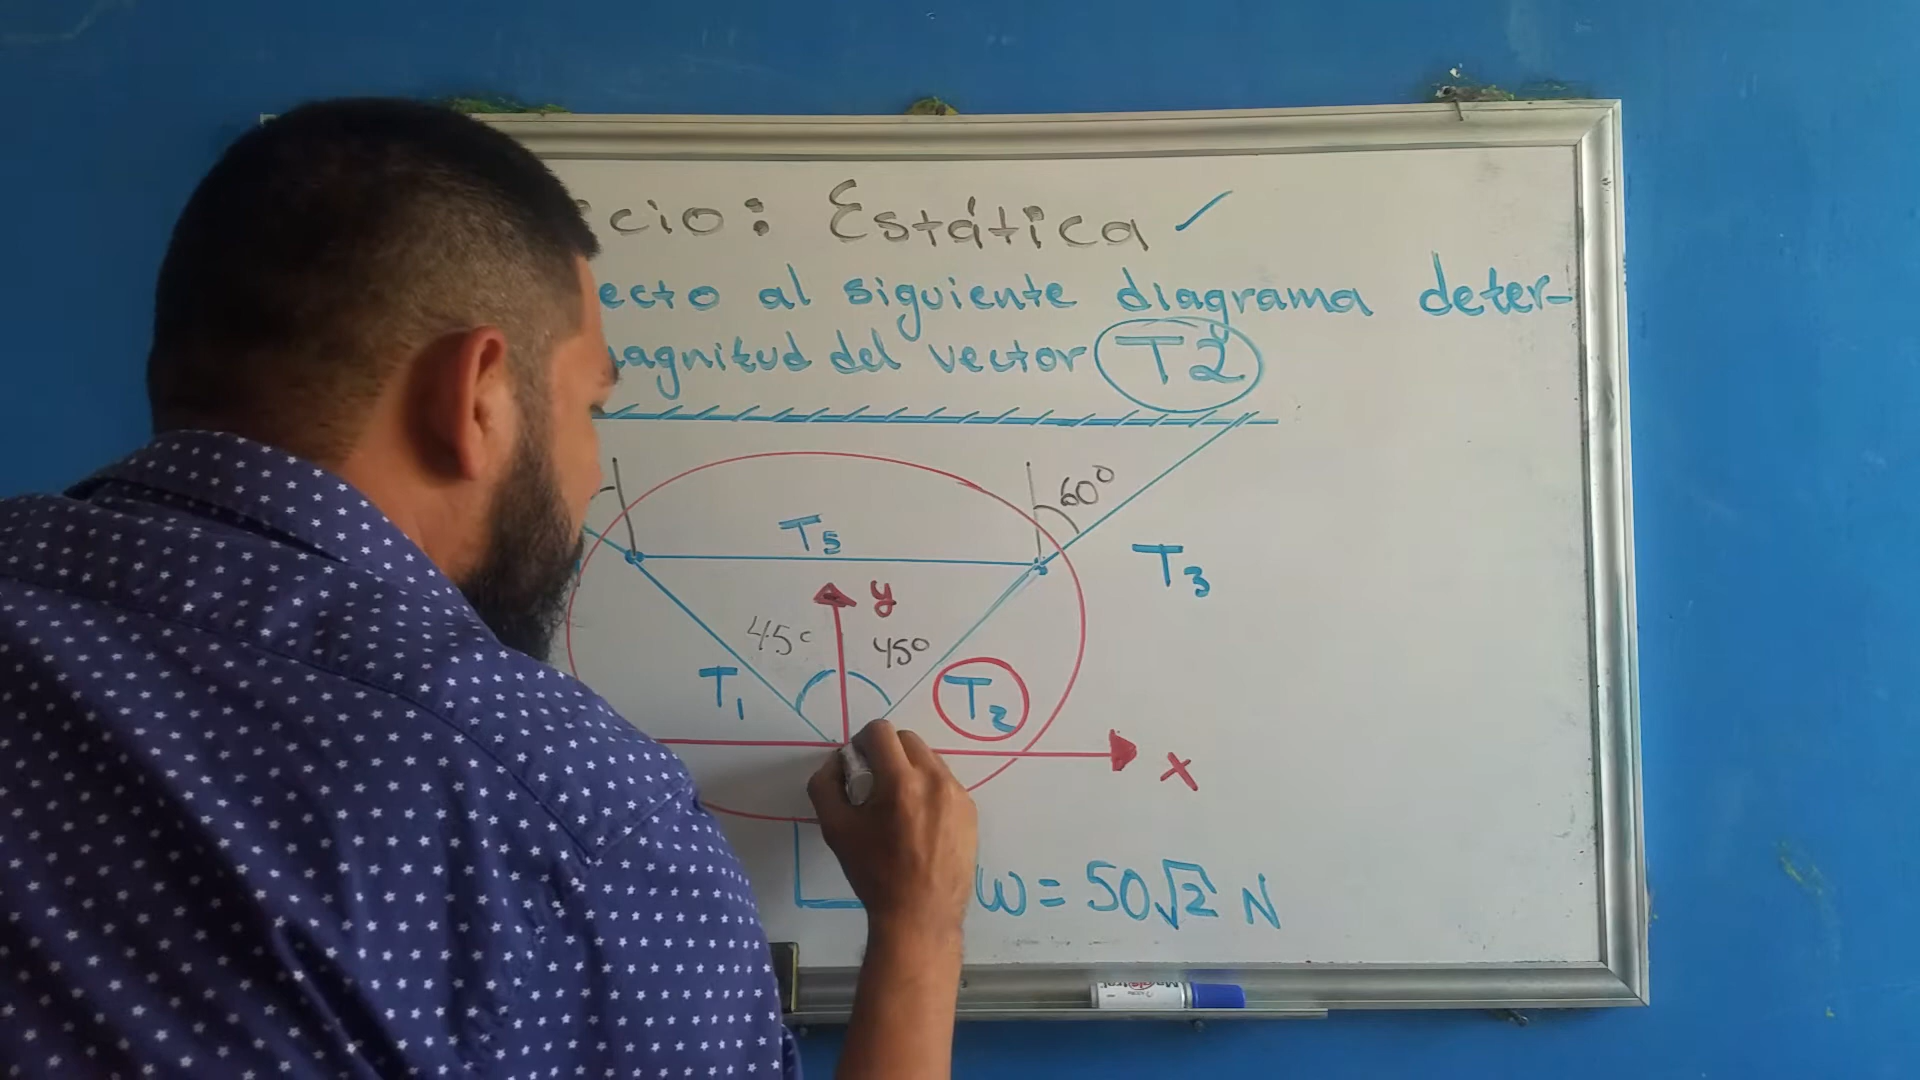 cio: Estática
ecto al siguiente diagrama deter-
agnitud del vector T2
60°
T5
T3
y
45° 45°
T1 T2
x
w = 50√2 N